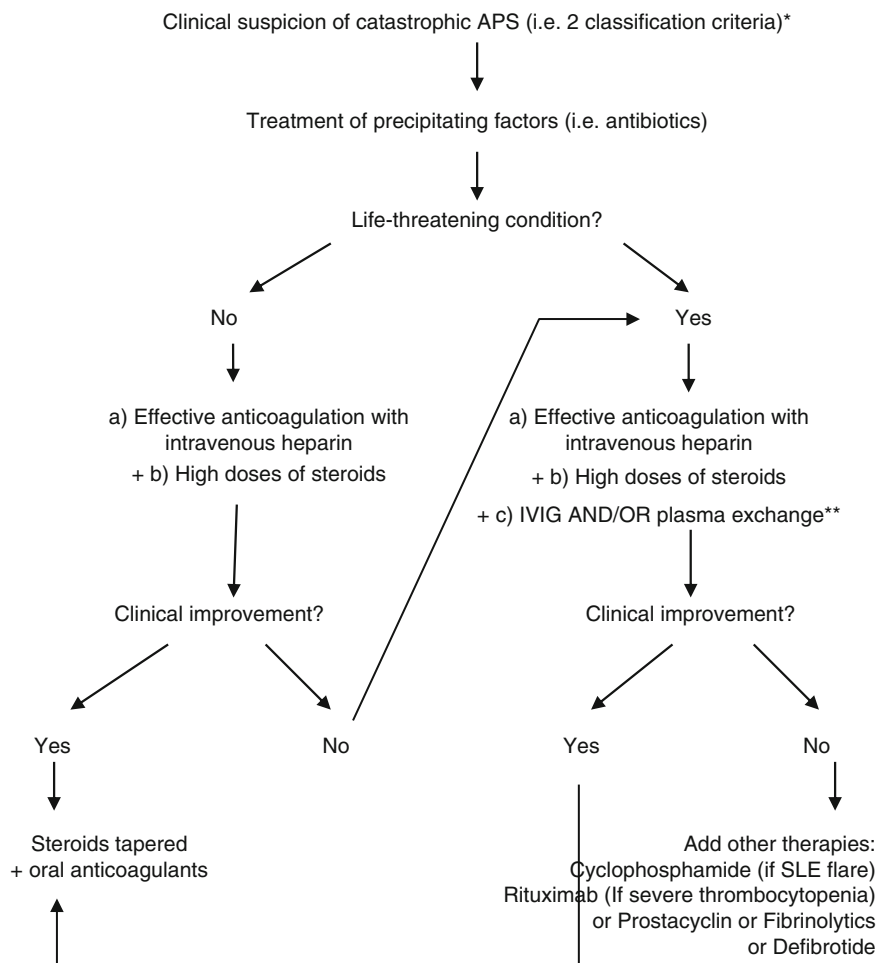 Clinical suspicion of catastrophic APS (i.e. 2 classification criteria)*
Treatment of precipitating factors (i.e. antibiotics)
Life-threatening condition?
No
Yes
a) Effective anticoagulation with
intravenous heparin
+ b) High doses of steroids
a) Effective anticoagulation with
intravenous heparin
+ b) High doses of steroids
+ c) IVIG AND/OR plasma exchange**
Clinical improvement?
Clinical improvement?
Yes
No
Yes
No
Steroids tapered
+ oral anticoagulants
Add other therapies:
Cyclophosphamide (if SLE flare)
Rituximab (If severe thrombocytopenia)
or Prostacyclin or Fibrinolytics
or Defibrotide